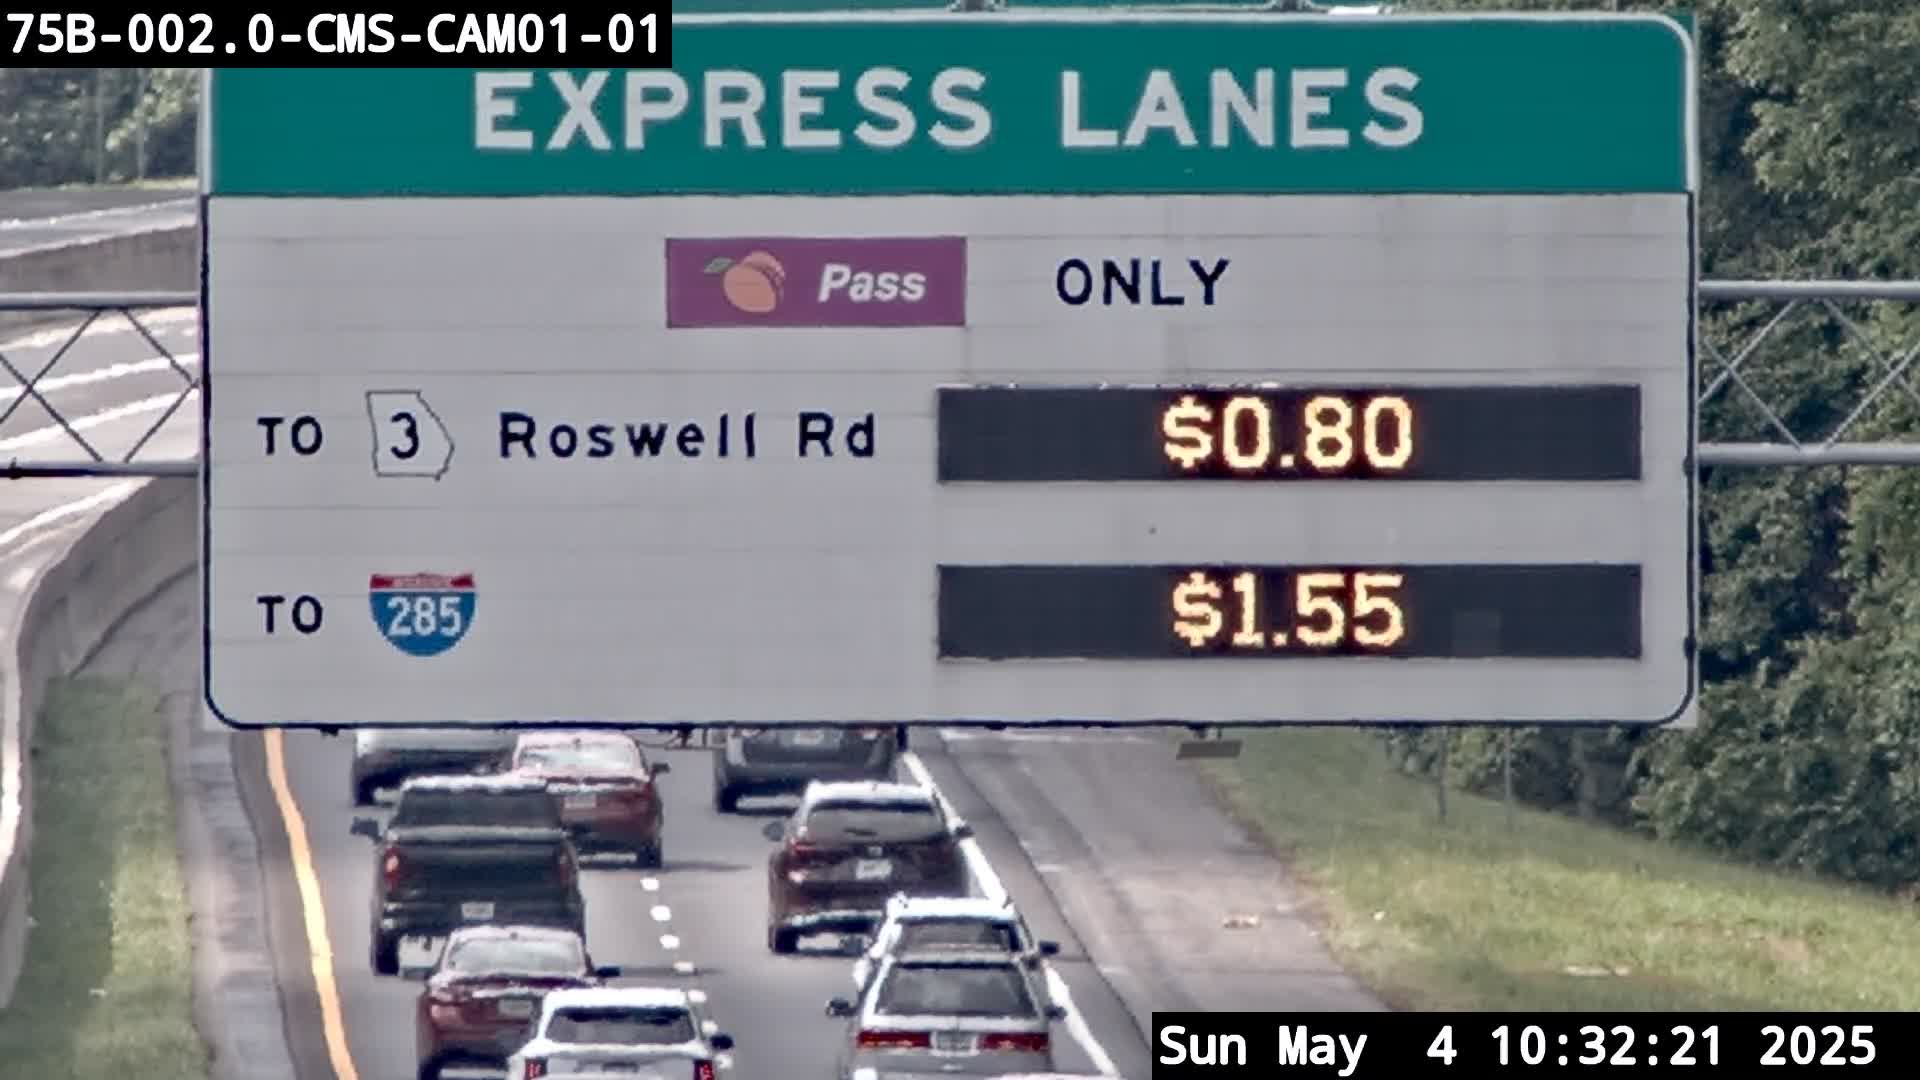 75B-002.0-CMS-CAM01-01
EXPRESS LANES
Pass ONLY
TO 3 Roswell Rd $0.80
TO 285 $1.55
Sun May 4 10:32:21 2025